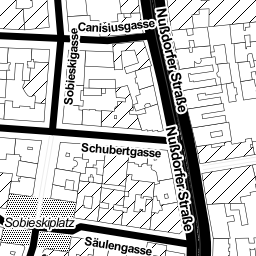 Canisiusgasse
Nußdorfer Straße
Sobieskigasse
Nußdorfer Straße
Schubertgasse
Sobieskiplatz
Säulengasse